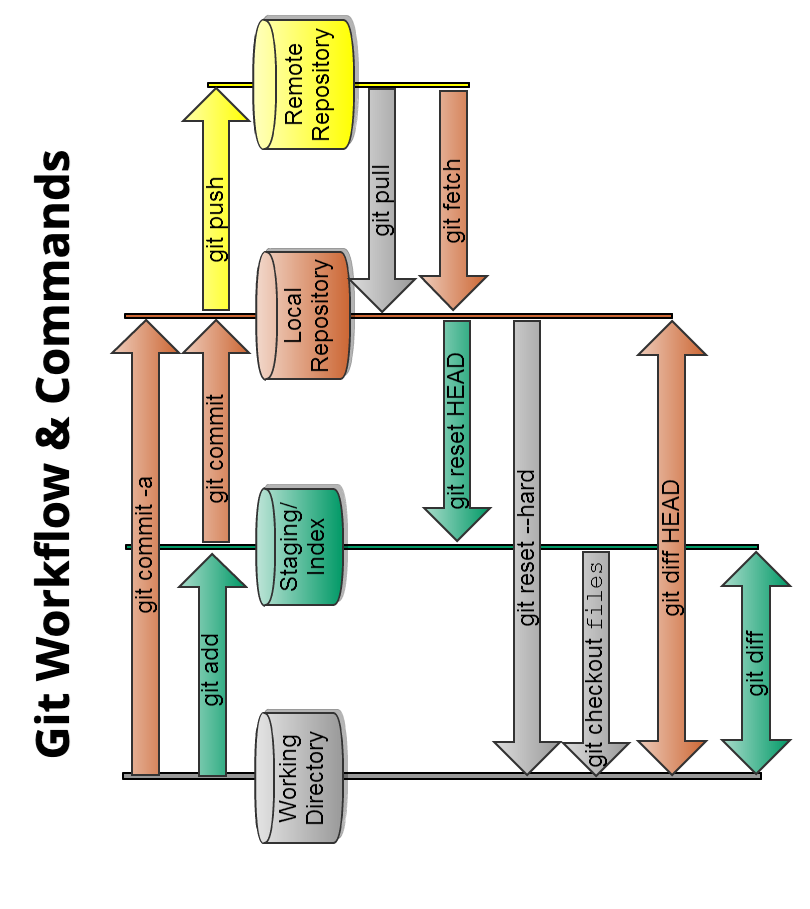 Git Workflow & Commands
Working
Directory
Staging/
Index
Local
Repository
Remote
Repository
git commit -a
git add
git commit
git push
git pull
git fetch
git reset HEAD
git reset --hard
git checkout files
git diff HEAD
git diff